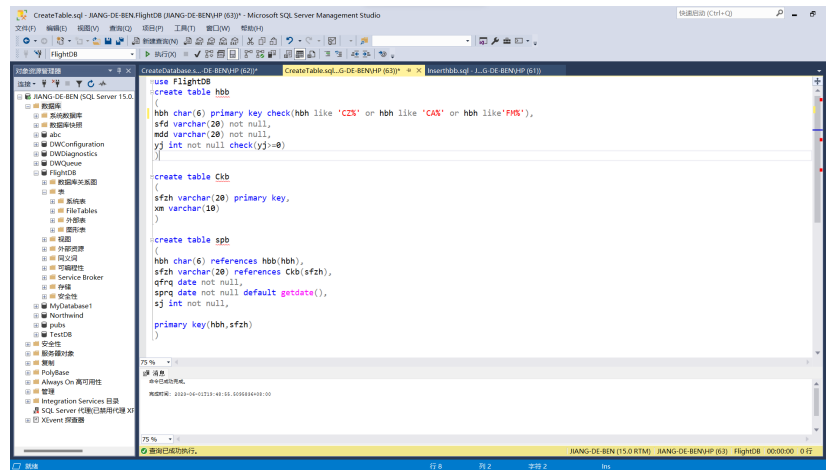 CreateTable.sql - JIANG-DE-BEN.FlightDB (JIANG-DE-BEN\HP (63))* - Microsoft SQL Server Management Studio
快速启动 (Ctrl+Q)
文件(F) 编辑(E) 视图(V) 查询(Q) 项目(P) 工具(T) 窗口(W) 帮助(H)
新建查询(N)
FlightDB
执行(X)
对象资源管理器
连接
JIANG-DE-BEN (SQL Server 15.0.
数据库
系统数据库
数据库快照
abc
DWConfiguration
DWDiagnostics
DWQueue
FlightDB
数据库关系图
表
系统表
FileTables
外部表
图形表
视图
外部资源
同义词
可编程性
Service Broker
存储
安全性
MyDatabase1
Northwind
pubs
TestDB
安全性
服务器对象
复制
PolyBase
Always On 高可用性
管理
Integration Services 目录
SQL Server 代理(已禁用代理 XF
XEvent 探查器
CreateDatabase.s...-DE-BEN\HP (62))*
CreateTable.sql...G-DE-BEN\HP (63))*
Inserthbb.sql - J...G-DE-BEN\HP (61))
use FlightDB
create table hbb
(
hbh char(6) primary key check(hbh like 'CZ%' or hbh like 'CA%' or hbh like'FM%'),
sfd varchar(20) not null,
mdd varchar(20) not null,
yj int not null check(yj>=0)
)
create table Ckb
(
sfzh varchar(20) primary key,
xm varchar(10)
)
create table spb
(
hbh char(6) references hbb(hbh),
sfzh varchar(20) references Ckb(sfzh),
qfrq date not null,
sprq date not null default getdate(),
sj int not null,
primary key(hbh,sfzh)
)
75 %
消息
命令已成功完成。
75 %
查询已成功执行。
JIANG-DE-BEN (15.0 RTM) JIANG-DE-BEN\HP (63) FlightDB 00:00:00 0 行
就绪
行 8 列 2 字符 2 Ins